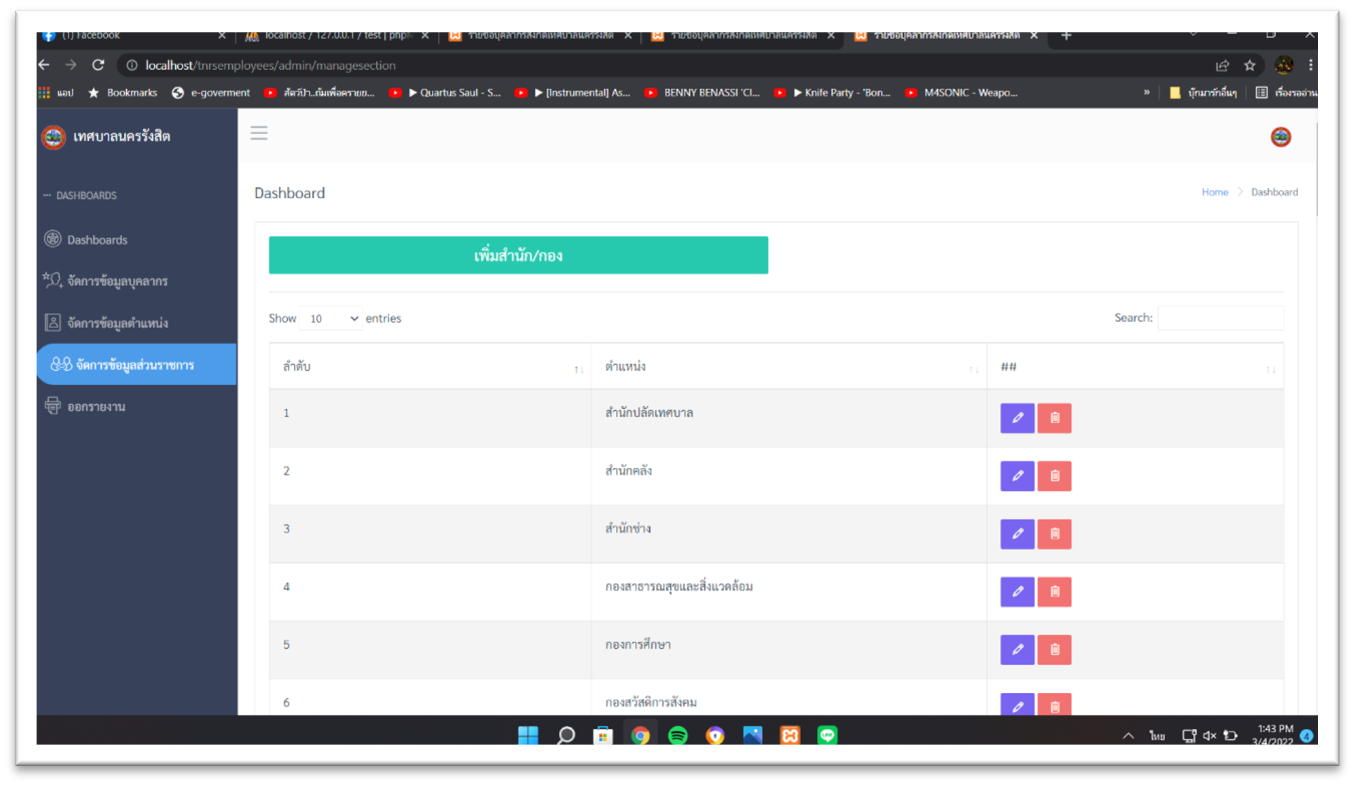 (1) Facebook
localhost / 127.0.0.1 / test | php
รายชื่อบุคลากรสังกัดเทศบาลนครรังสิต
รายชื่อบุคลากรสังกัดเทศบาลนครรังสิต
รายชื่อบุคลากรสังกัดเทศบาลนครรังสิต
localhost/tnrsemployees/admin/managesection
แอป Bookmarks e-goverment สัตว์ป่า..ถ้มเพื่อคราย... ▶ Quartus Saul - S... ▶ [Instrumental] As... BENNY BENASSI 'Cl... ▶ Knife Party - 'Bon... M4SONIC - Weapo... » บุ๊กมาร์กอื่นๆ เรื่องรออ่าน
เทศบาลนครรังสิต
--- DASHBOARDS
Dashboards
จัดการข้อมูลบุคลากร
จัดการข้อมูลตำแหน่ง
จัดการข้อมูลส่วนราชการ
ออกรายงาน
Dashboard
Home > Dashboard
เพิ่มสำนัก/กอง
Show 10 entries
Search:
ลำดับ ตำแหน่ง ##
1 สำนักปลัดเทศบาล
2 สำนักคลัง
3 สำนักช่าง
4 กองสาธารณสุขและสิ่งแวดล้อม
5 กองการศึกษา
6 กองสวัสดิการสังคม
ไทย
1:43 PM
3/4/2022
4